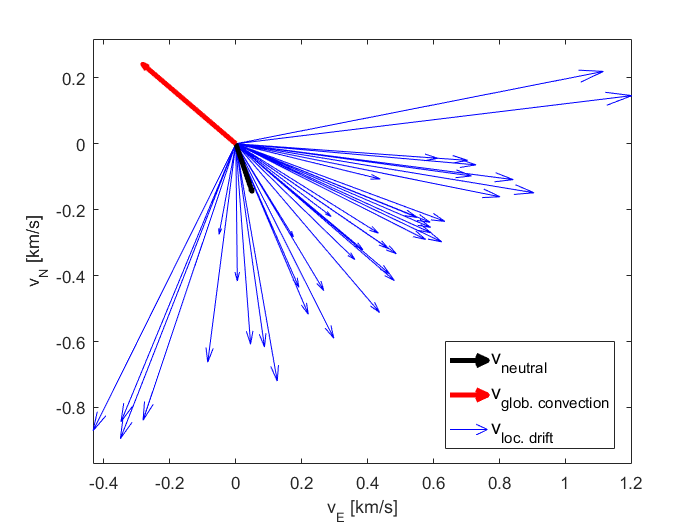 0.2
0
-0.2
-0.4
-0.6
-0.8
v_N [km/s]
-0.4 -0.2 0 0.2 0.4 0.6 0.8 1 1.2
v_E [km/s]
v_neutral
v_glob. convection
v_loc. drift